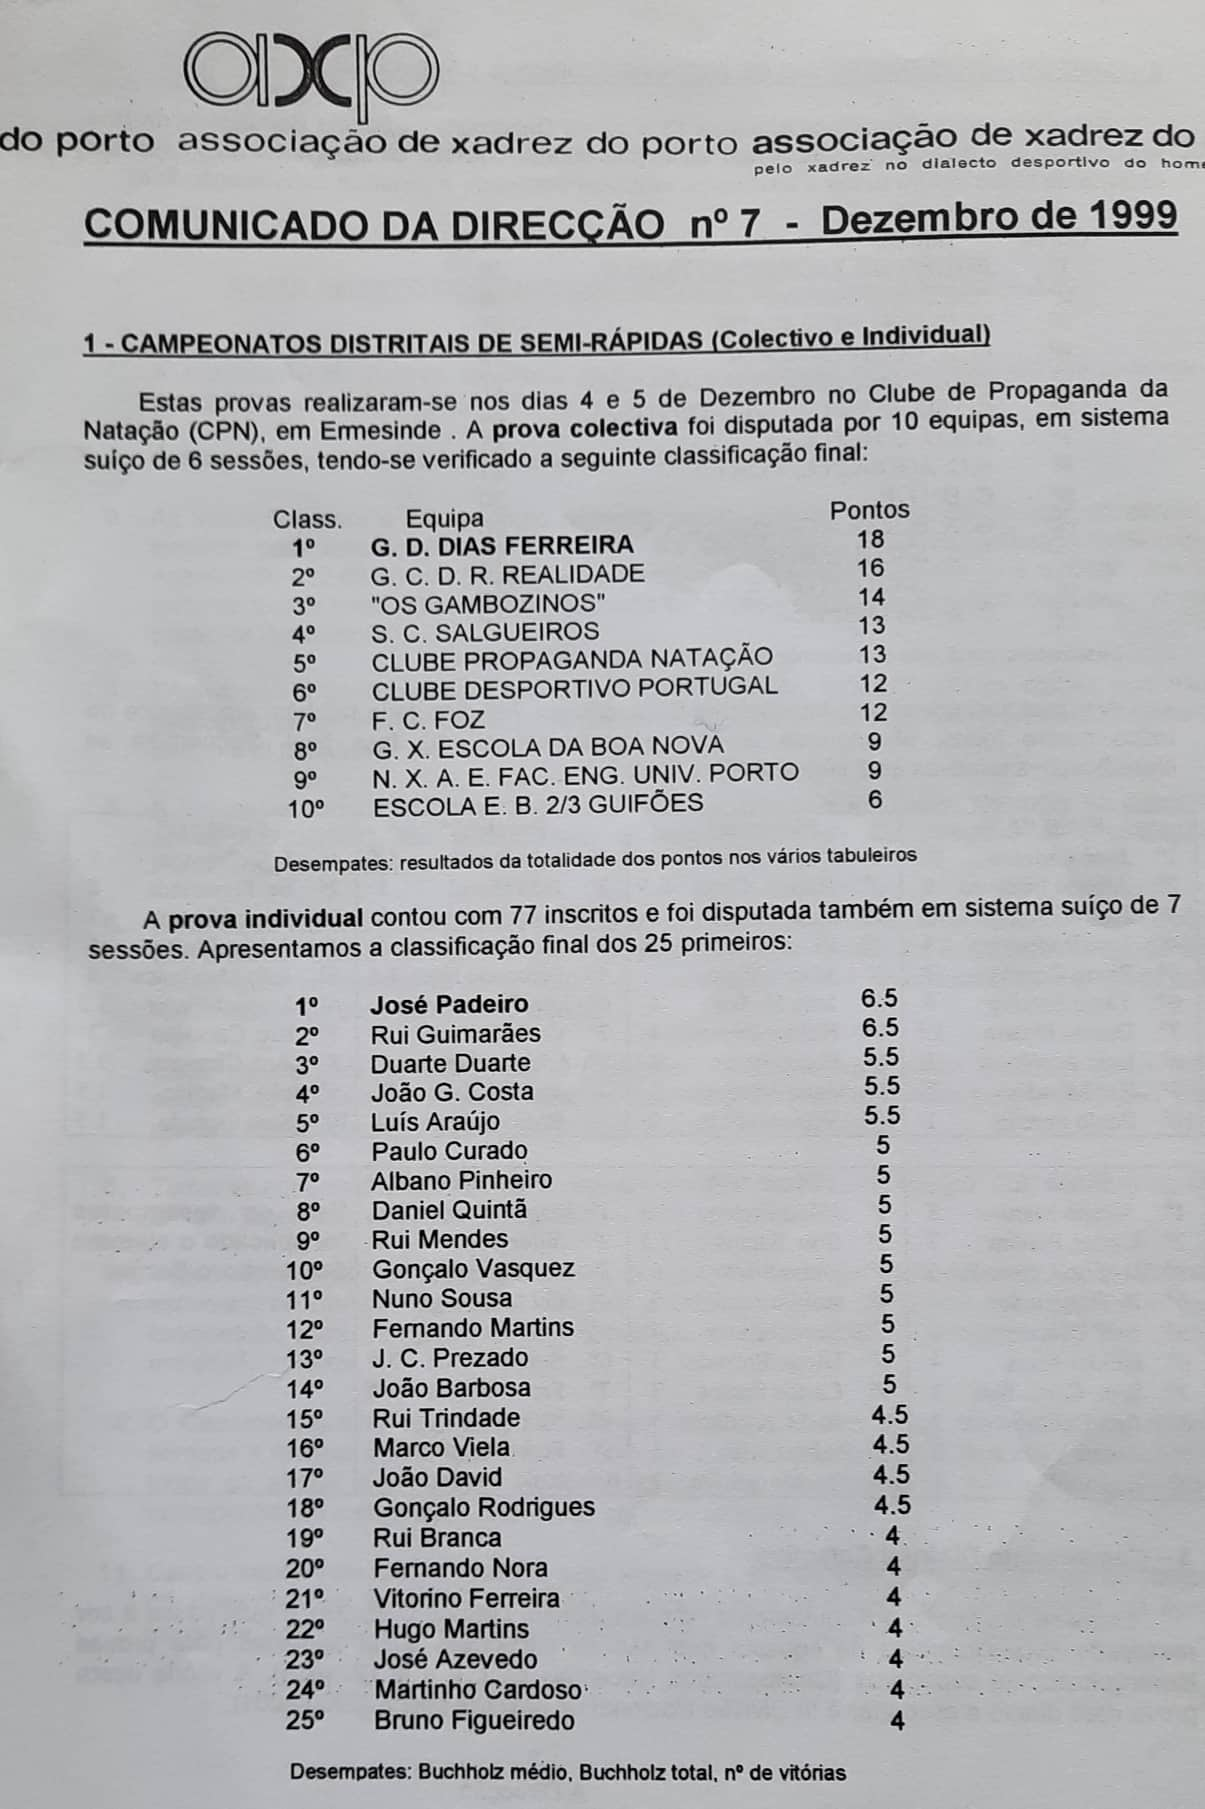 axp
do porto associação de xadrez do porto associação de xadrez do
pelo xadrez no dialecto desportivo do home
COMUNICADO DA DIRECÇÃO nº 7 - Dezembro de 1999
1 - CAMPEONATOS DISTRITAIS DE SEMI-RÁPIDAS (Colectivo e Individual)
Estas provas realizaram-se nos dias 4 e 5 de Dezembro no Clube de Propaganda da
Natação (CPN), em Ermesinde . A prova colectiva foi disputada por 10 equipas, em sistema
suíço de 6 sessões, tendo-se verificado a seguinte classificação final:
Class. Equipa Pontos
1º G. D. DIAS FERREIRA 18
2º G. C. D. R. REALIDADE 16
3º "OS GAMBOZINOS" 14
4º S. C. SALGUEIROS 13
5º CLUBE PROPAGANDA NATAÇÃO 13
6º CLUBE DESPORTIVO PORTUGAL 12
7º F. C. FOZ 12
8º G. X. ESCOLA DA BOA NOVA 9
9º N. X. A. E. FAC. ENG. UNIV. PORTO 9
10º ESCOLA E. B. 2/3 GUIFÕES 6
Desempates: resultados da totalidade dos pontos nos vários tabuleiros
A prova individual contou com 77 inscritos e foi disputada também em sistema suíço de 7
sessões. Apresentamos a classificação final dos 25 primeiros:
1º José Padeiro 6.5
2º Rui Guimarães 6.5
3º Duarte Duarte 5.5
4º João G. Costa 5.5
5º Luís Araújo 5.5
6º Paulo Curado 5
7º Albano Pinheiro 5
8º Daniel Quintã 5
9º Rui Mendes 5
10º Gonçalo Vasquez 5
11º Nuno Sousa 5
12º Fernando Martins 5
13º J. C. Prezado 5
14º João Barbosa 5
15º Rui Trindade 4.5
16º Marco Viela 4.5
17º João David 4.5
18º Gonçalo Rodrigues 4.5
19º Rui Branca 4
20º Fernando Nora 4
21º Vitorino Ferreira 4
22º Hugo Martins 4
23º José Azevedo 4
24º Martinho Cardoso 4
25º Bruno Figueiredo 4
Desempates: Buchholz médio, Buchholz total, nº de vitórias